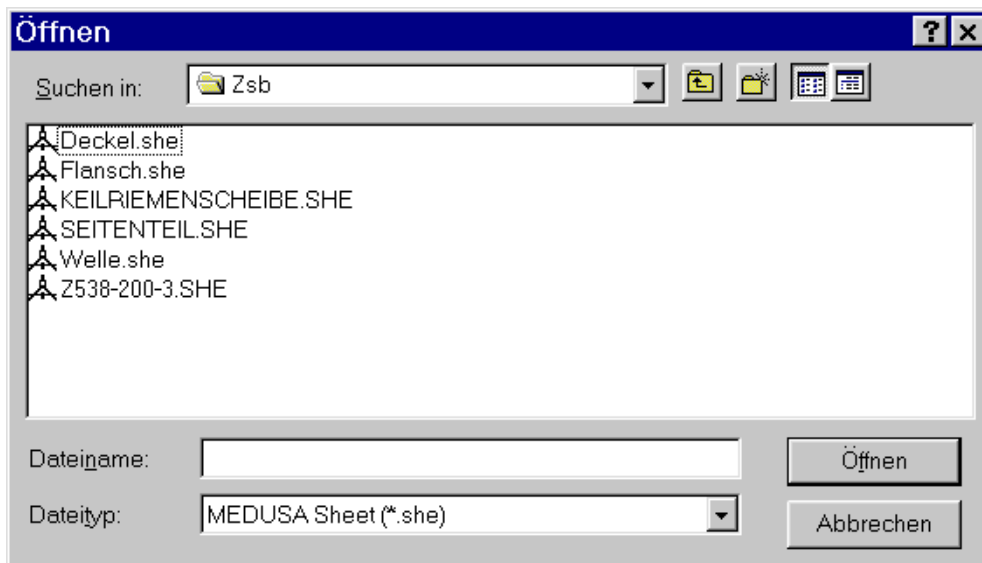 Öffnen
Suchen in: Zsb
Deckel.she
Flansch.she
KEILRIEMENSCHEIBE.SHE
SEITENTEIL.SHE
Welle.she
Z538-200-3.SHE
Dateiname: Öffnen
Dateityp: MEDUSA Sheet (*.she) Abbrechen